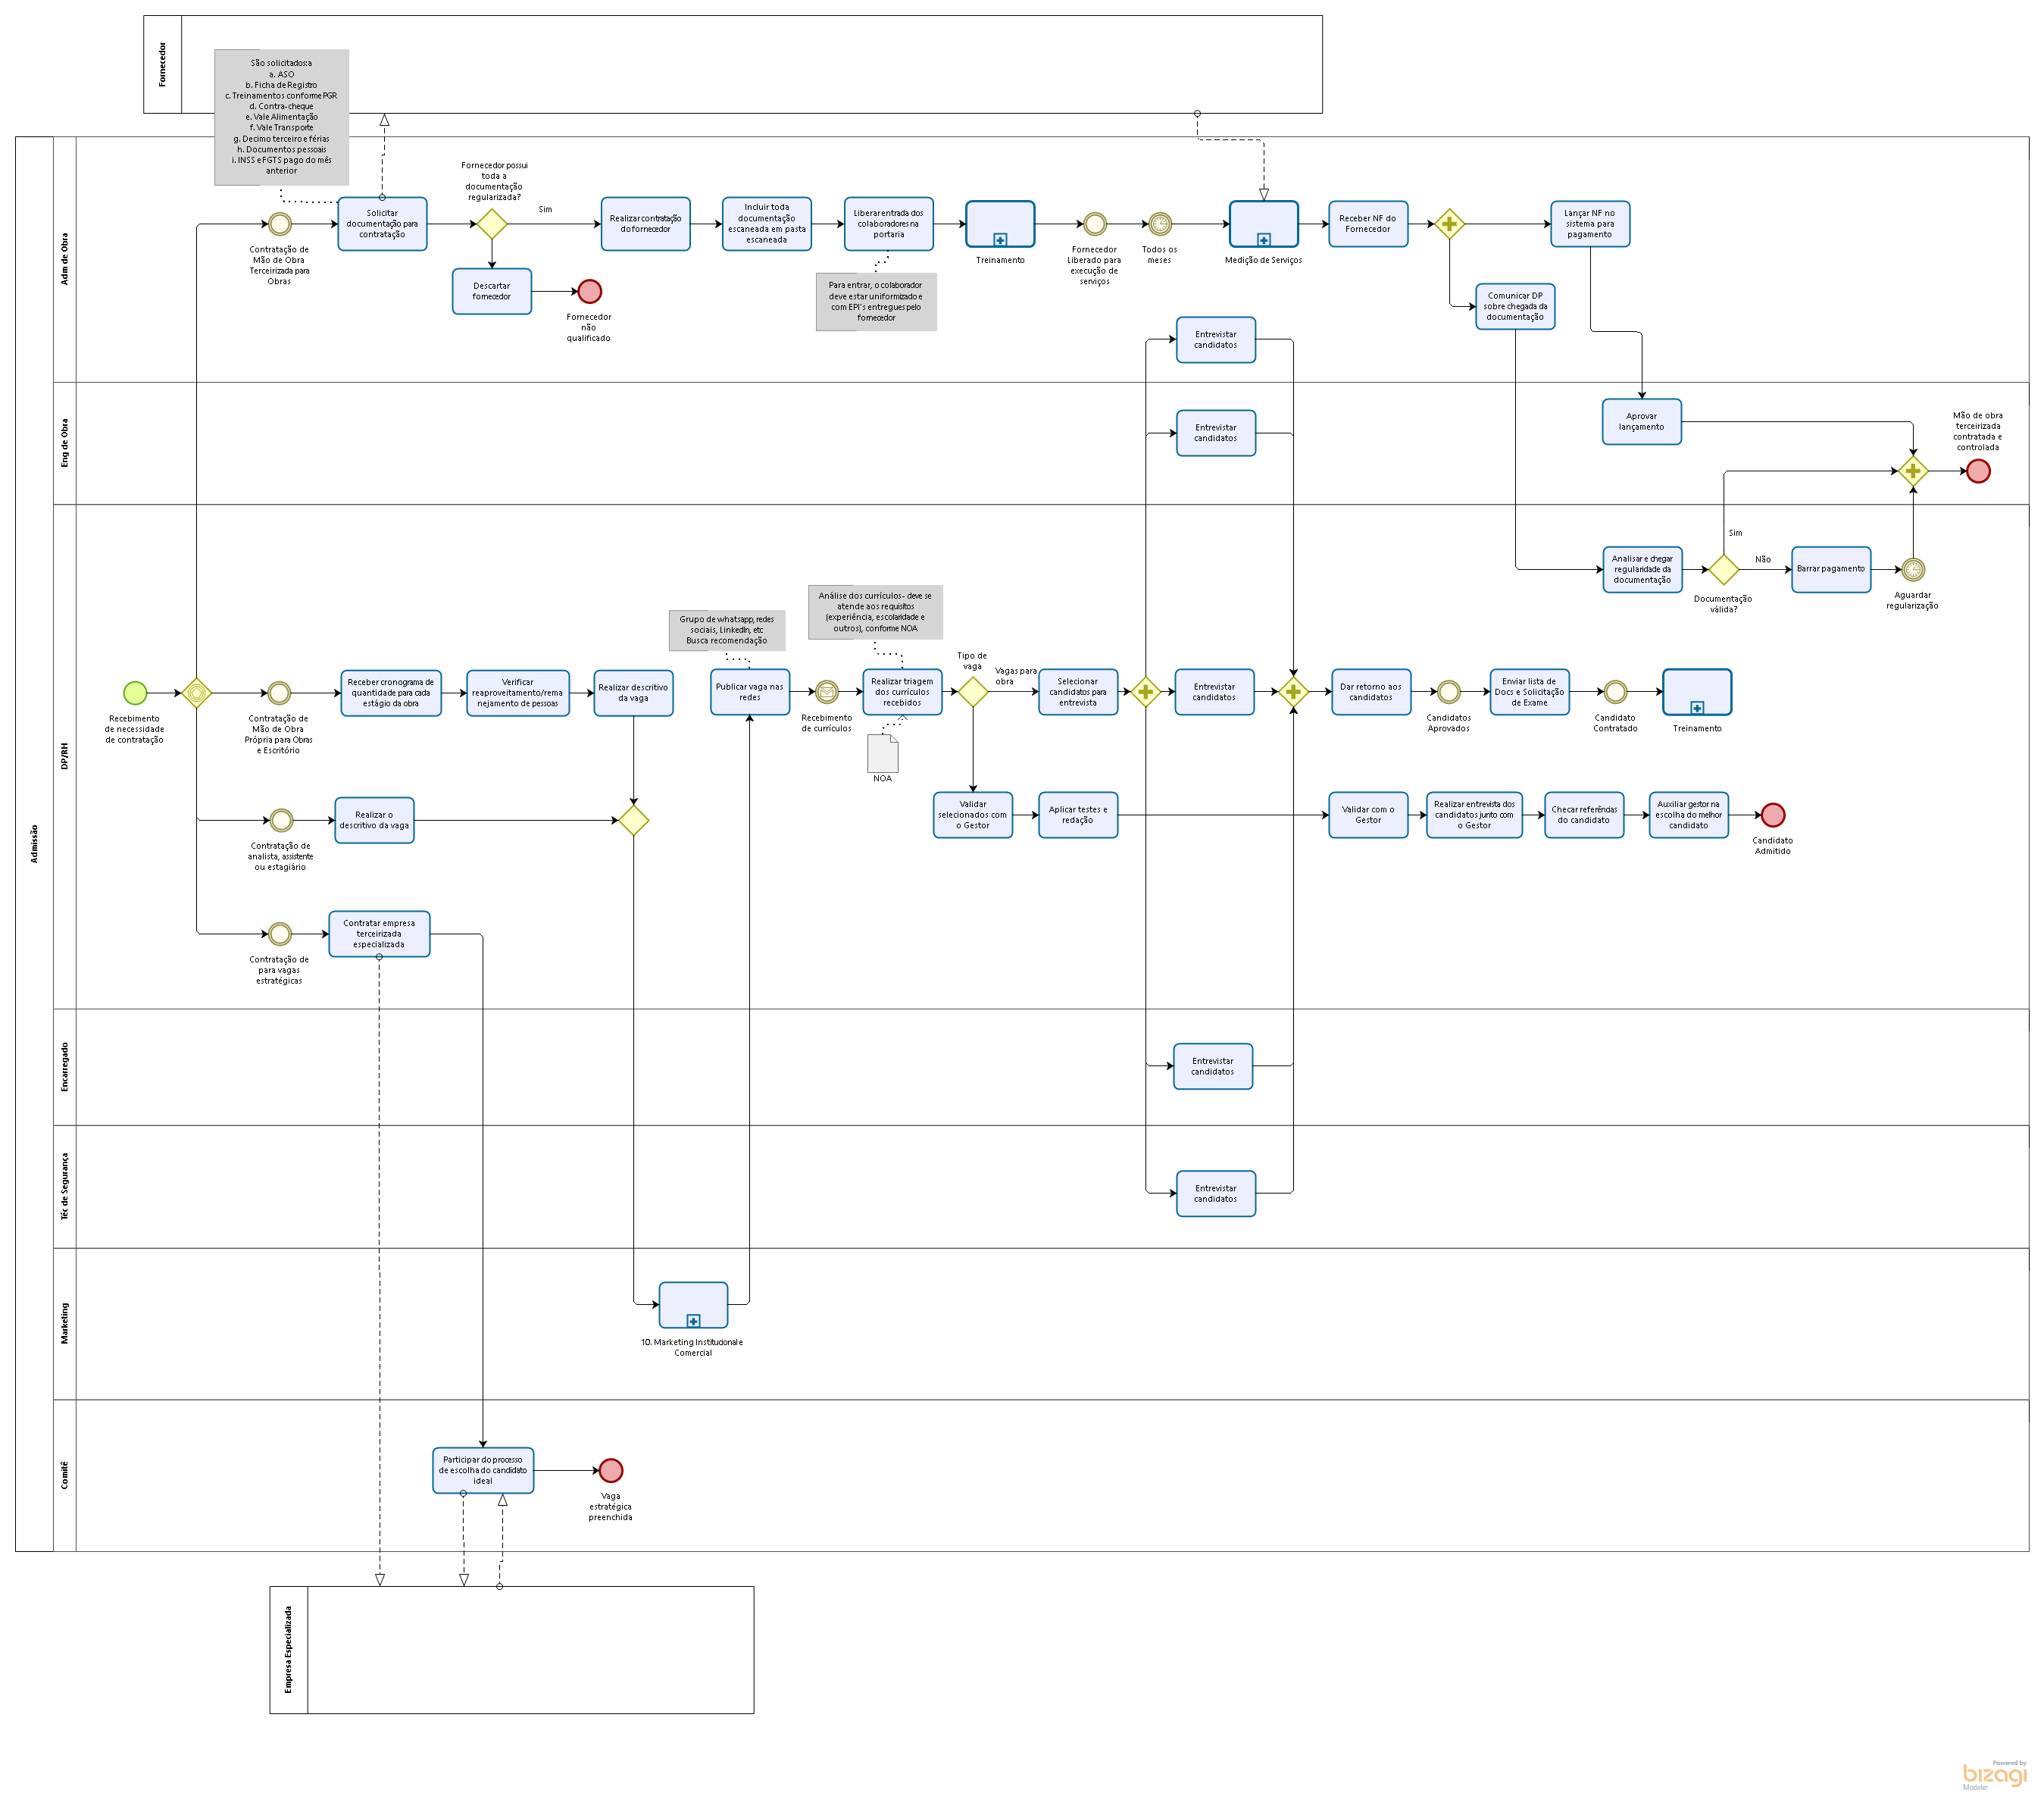 Fornecedor
São solicitados:a
a. ASO
b. Ficha de Registro
c. Treinamentos conforme PGR
d. Contra-cheque
e. Vale Alimentação
f. Vale Transporte
g. Decimo terceiro e férias
h. Documentos pessoais
i. INSS e FGTS pago do mês
anterior
Admissão
Adm de Obra
Contratação de
Mão de Obra
Terceirizada para
Obras
Solicitar
documentação para
contratação
Fornecedor possui
toda a
documentação
regularizada?
Sim
Descartar
fornecedor
Fornecedor
não
qualificado
Realizar contratação
do fornecedor
Incluir toda
documentação
escaneada em pasta
escaneada
Liberar entrada dos
colaboradores na
portaria
Para entrar, o colaborador
deve estar uniformizado e
com EPI's entregues pelo
fornecedor
Treinamento
Fornecedor
Liberado para
execução de
serviços
Todos os
meses
Medição de Serviços
Receber NF do
Fornecedor
Lançar NF no
sistema para
pagamento
Comunicar DP
sobre chegada da
documentação
Entrevistar
candidatos
Eng de Obra
Entrevistar
candidatos
Aprovar
lançamento
Mão de obra
terceirizada
contratada e
controlada
DP/RH
Analisar e chegar
regularidade da
documentação
Sim
Não
Documentação
válida?
Barrar pagamento
Aguardar
regularização
Recebimento
de necessidade
de contratação
Contratação de
Mão de Obra
Própria para Obras
e Escritório
Receber cronograma de
quantidade para cada
estágio da obra
Verificar
reaproveitamento/rema
nejamento de pessoas
Realizar descritivo
da vaga
Grupo de whatsapp, redes
sociais, LinkedIn, etc
Busca recomendação
Publicar vaga nas
redes
Recebimento
de currículos
Análise dos currículos - deve se
atende aos requisitos
(experiência, escolaridade e
outros), conforme NOA
Realizar triagem
dos currículos
recebidos
NOA
Tipo de
vaga
Vagas para
obra
Selecionar
candidatos para
entrevista
Entrevistar
candidatos
Dar retorno aos
candidatos
Candidatos
Aprovados
Enviar lista de
Docs e Solicitação
de Exame
Candidato
Contratado
Treinamento
Contratação de
analista, assistente
ou estagiário
Realizar o
descritivo da vaga
Validar
selecionados com
o Gestor
Aplicar testes e
redação
Validar com o
Gestor
Realizar entrevista dos
candidatos junto com
o Gestor
Checar referências
do candidato
Auxiliar gestor na
escolha do melhor
candidato
Candidato
Admitido
Contratação de
para vagas
estratégicas
Contratar empresa
terceirizada
especializada
Encarregado
Entrevistar
candidatos
Téc de Segurança
Entrevistar
candidatos
Marketing
10. Marketing Institucional e
Comercial
Comitê
Participar do processo
de escolha do candidato
ideal
Vaga
estratégica
preenchida
Empresa Especializada
Powered by
bizagi
Modeler